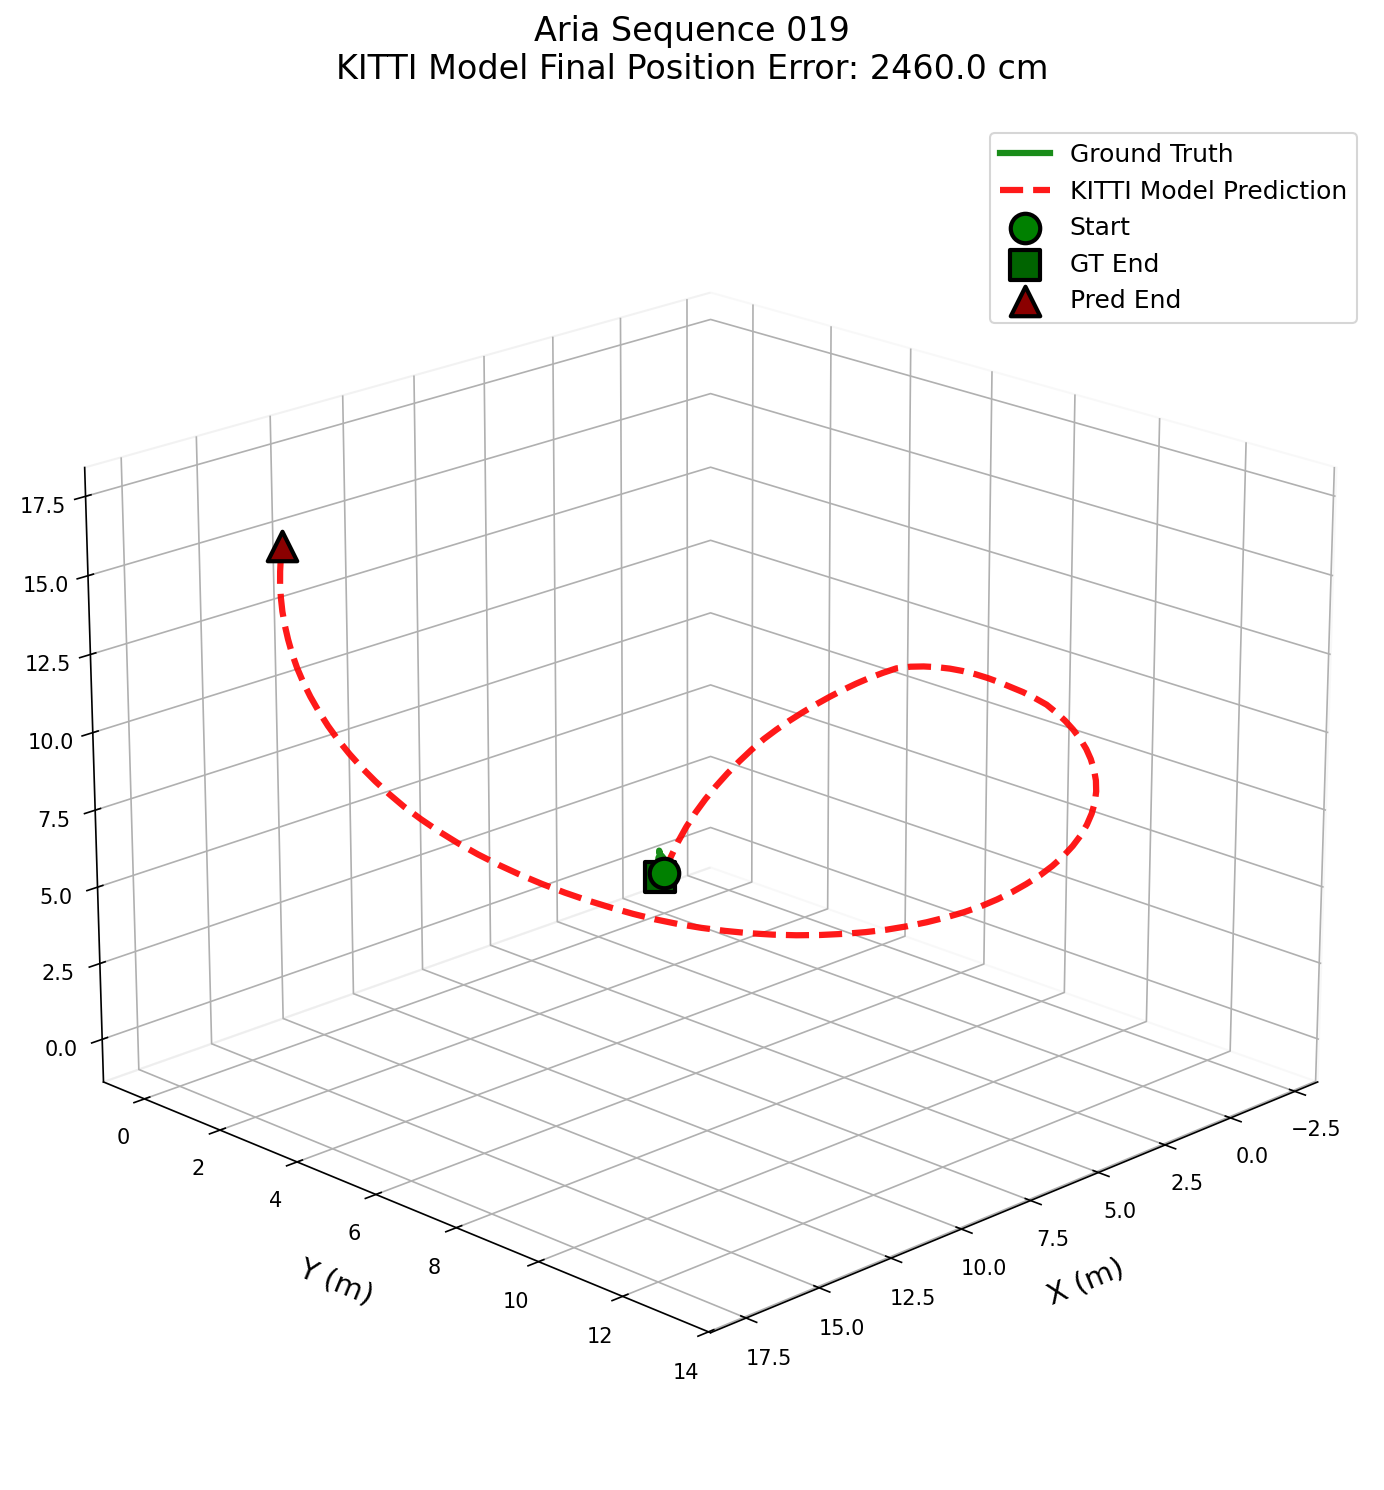 Aria Sequence 019
KITTI Model Final Position Error: 2460.0 cm
Ground Truth
KITTI Model Prediction
Start
GT End
Pred End
17.5
15.0
12.5
10.0
7.5
5.0
2.5
0.0
0
2
4
6
8
10
12
14
Y (m)
−2.5
0.0
2.5
5.0
7.5
10.0
12.5
15.0
17.5
X (m)